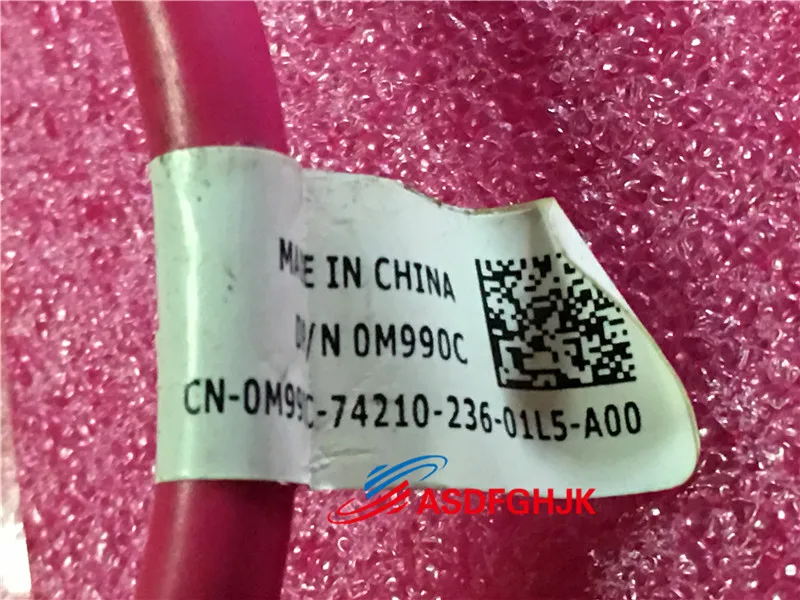 MADE IN CHINA
DP/N 0M990C
CN-0M990C-74210-236-01L5-A00
ASDFGHJK